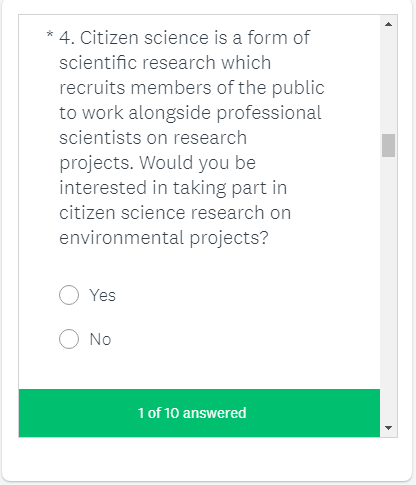 * 4. Citizen science is a form of
scientific research which
recruits members of the public
to work alongside professional
scientists on research
projects. Would you be
interested in taking part in
citizen science research on
environmental projects?
Yes
No
1 of 10 answered